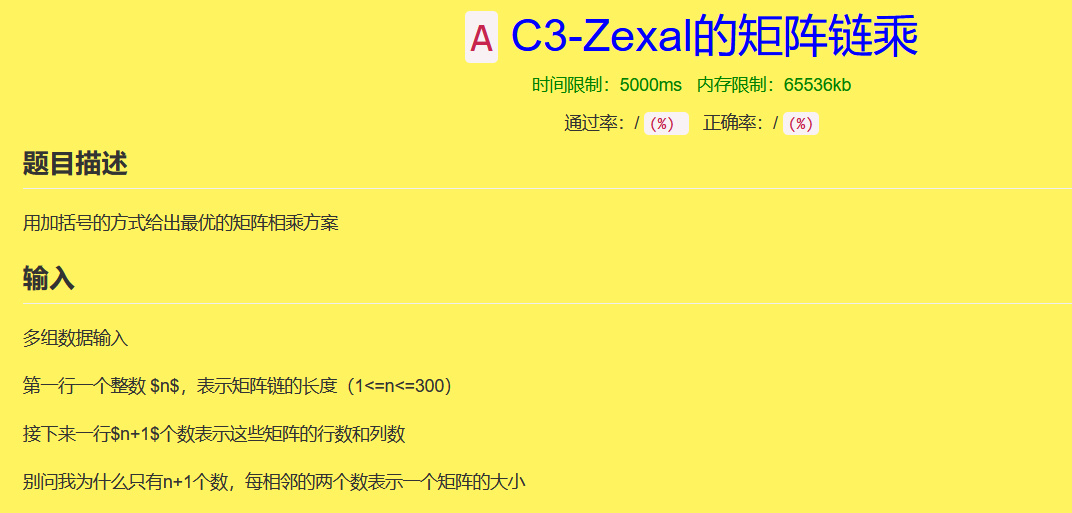 A C3-Zexal的矩阵链乘
时间限制：5000ms 内存限制：65536kb
通过率：/ (%) 正确率：/ (%)
题目描述
用加括号的方式给出最优的矩阵相乘方案
输入
多组数据输入
第一行一个整数 $n$，表示矩阵链的长度（1<=n<=300）
接下来一行$n+1$个数表示这些矩阵的行数和列数
别问我为什么只有n+1个数，每相邻的两个数表示一个矩阵的大小